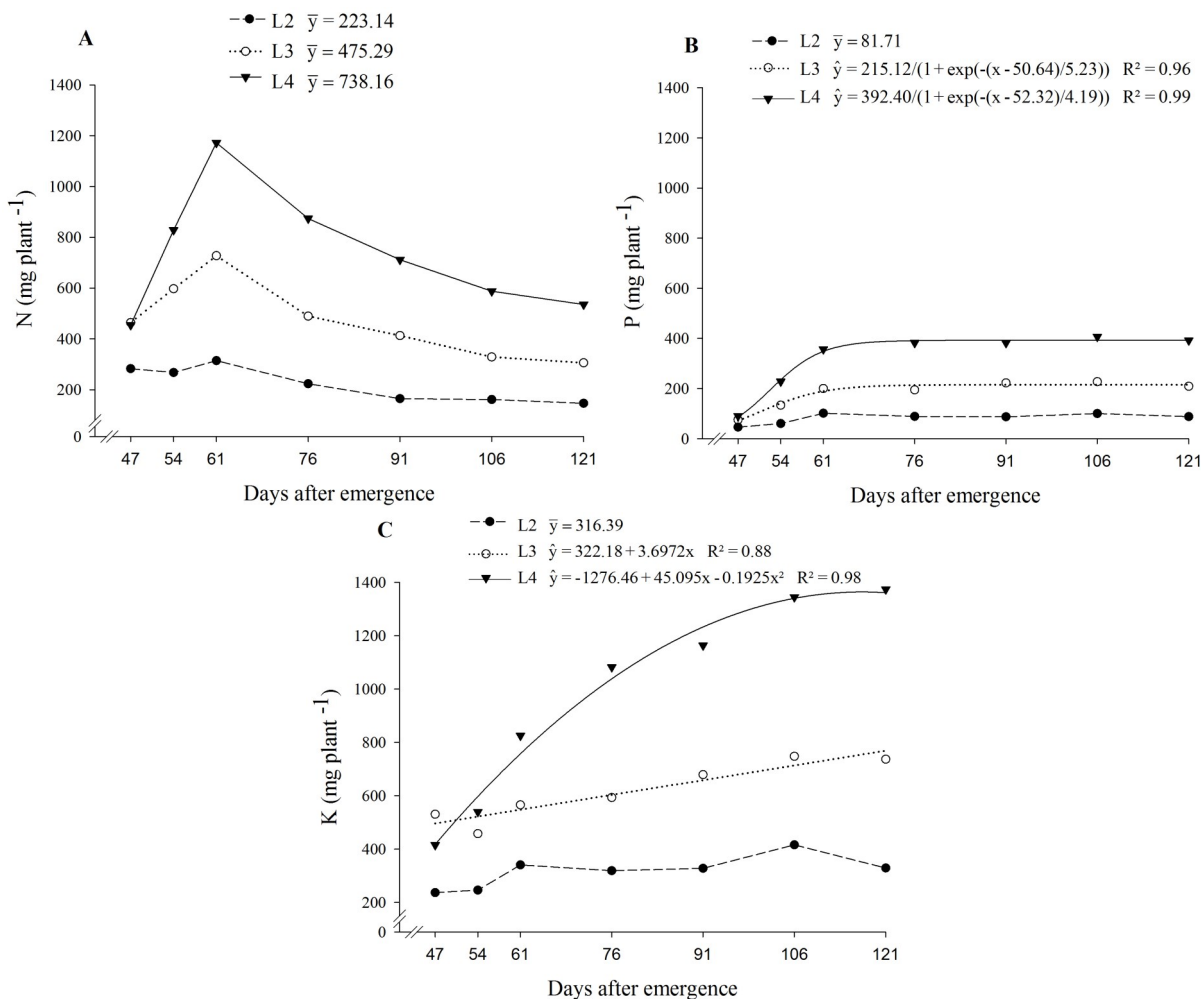 A
L2 y̅ = 223.14
L3 y̅ = 475.29
L4 y̅ = 738.16
1400
1200
1000
800
600
400
200
0
N (mg plant -1)
47 54 61 76 91 106 121
Days after emergence
B
L2 y̅ = 81.71
L3 ŷ = 215.12/(1 + exp(-(x - 50.64)/5.23)) R² = 0.96
L4 ŷ = 392.40/(1 + exp(-(x - 52.32)/4.19)) R² = 0.99
1400
1200
1000
800
600
400
200
0
P (mg plant -1)
47 54 61 76 91 106 121
Days after emergence
C
L2 y̅ = 316.39
L3 ŷ = 322.18 + 3.6972x R² = 0.88
L4 ŷ = -1276.46 + 45.095x - 0.1925x² R² = 0.98
1400
1200
1000
800
600
400
200
0
K (mg plant -1)
47 54 61 76 91 106 121
Days after emergence